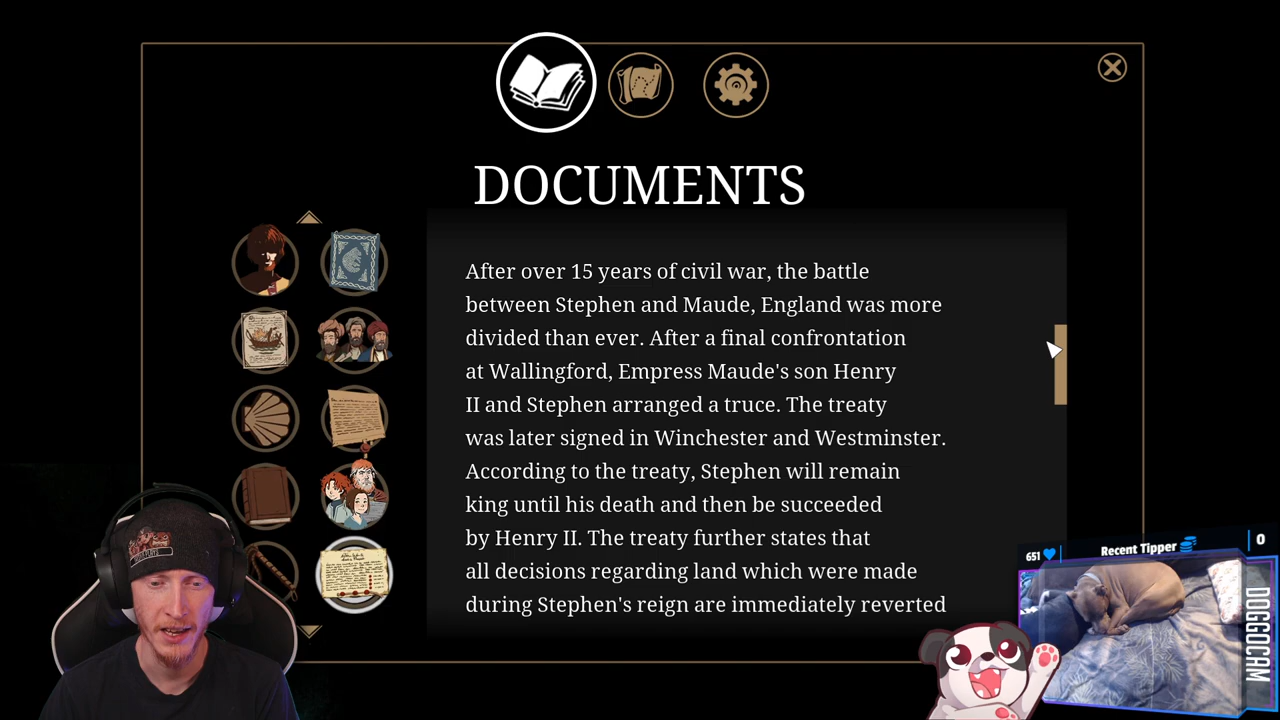 DOCUMENTS
After over 15 years of civil war, the battle
between Stephen and Maude, England was more
divided than ever. After a final confrontation
at Wallingford, Empress Maude's son Henry
II and Stephen arranged a truce. The treaty
was later signed in Winchester and Westminster.
According to the treaty, Stephen will remain
king until his death and then be succeeded
by Henry II. The treaty further states that
all decisions regarding land which were made
during Stephen's reign are immediately reverted
651
Recent Tipper
0
DOGGOCAM